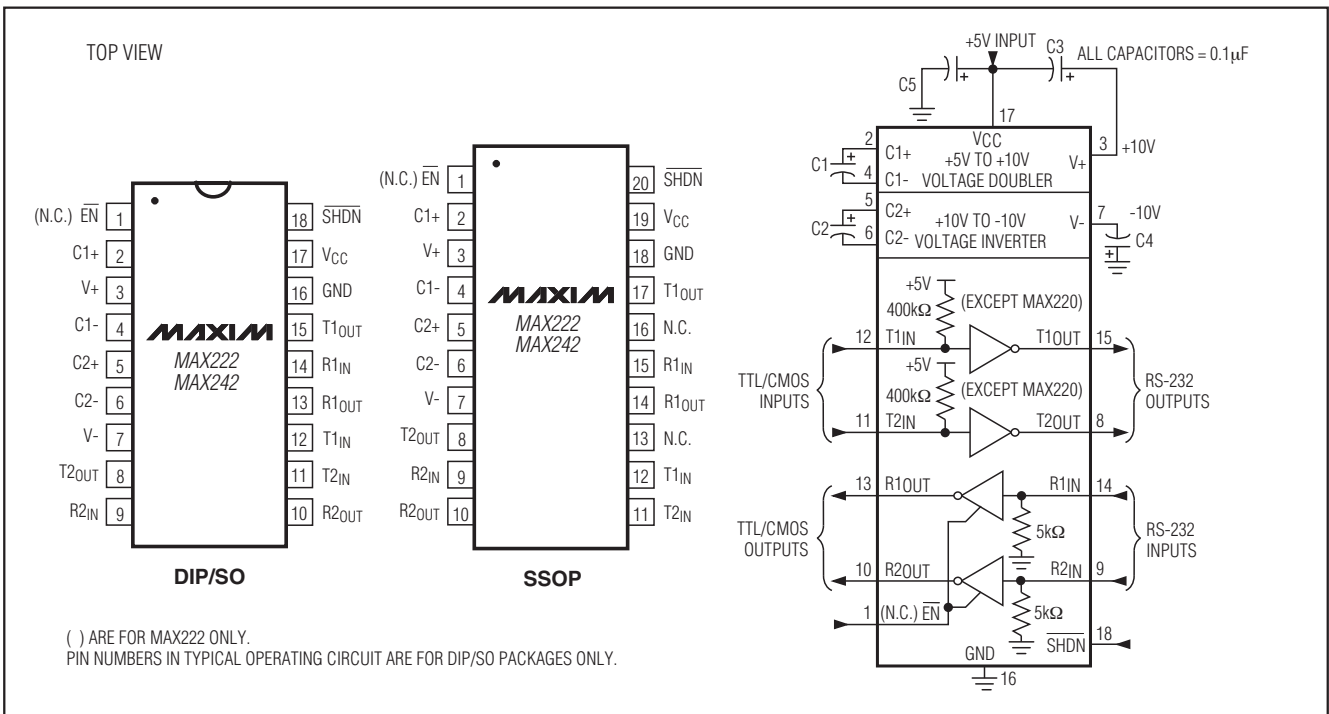 TOP VIEW
(N.C.) EN 1
C1+ 2
V+ 3
C1- 4
C2+ 5
C2- 6
V- 7
T2OUT 8
R2IN 9
18 SHDN
17 VCC
16 GND
15 T1OUT
14 R1IN
13 R1OUT
12 T1IN
11 T2IN
10 R2OUT
MAXIM
MAX222
MAX242
DIP/SO
(N.C.) EN 1
C1+ 2
V+ 3
C1- 4
C2+ 5
C2- 6
V- 7
T2OUT 8
R2IN 9
R2OUT 10
20 SHDN
19 VCC
18 GND
17 T1OUT
16 N.C.
15 R1IN
14 R1OUT
13 N.C.
12 T1IN
11 T2IN
MAXIM
MAX222
MAX242
SSOP
( ) ARE FOR MAX222 ONLY.
PIN NUMBERS IN TYPICAL OPERATING CIRCUIT ARE FOR DIP/SO PACKAGES ONLY.
+5V INPUT C3 ALL CAPACITORS = 0.1µF
C5 + +
17
VCC
2 C1+ +5V TO +10V V+ 3 +10V
C1 +
4 C1- VOLTAGE DOUBLER
5 C2+ +10V TO -10V V- 7 -10V
C2 +
6 C2- VOLTAGE INVERTER
+ C4
+5V
400kΩ (EXCEPT MAX220)
12 T1IN T1OUT 15
+5V
TTL/CMOS
INPUTS
400kΩ (EXCEPT MAX220)
RS-232
OUTPUTS
11 T2IN T2OUT 8
13 R1OUT R1IN 14
TTL/CMOS
OUTPUTS
5kΩ
RS-232
INPUTS
10 R2OUT R2IN 9
1 (N.C.) EN 5kΩ
SHDN 18
GND
16